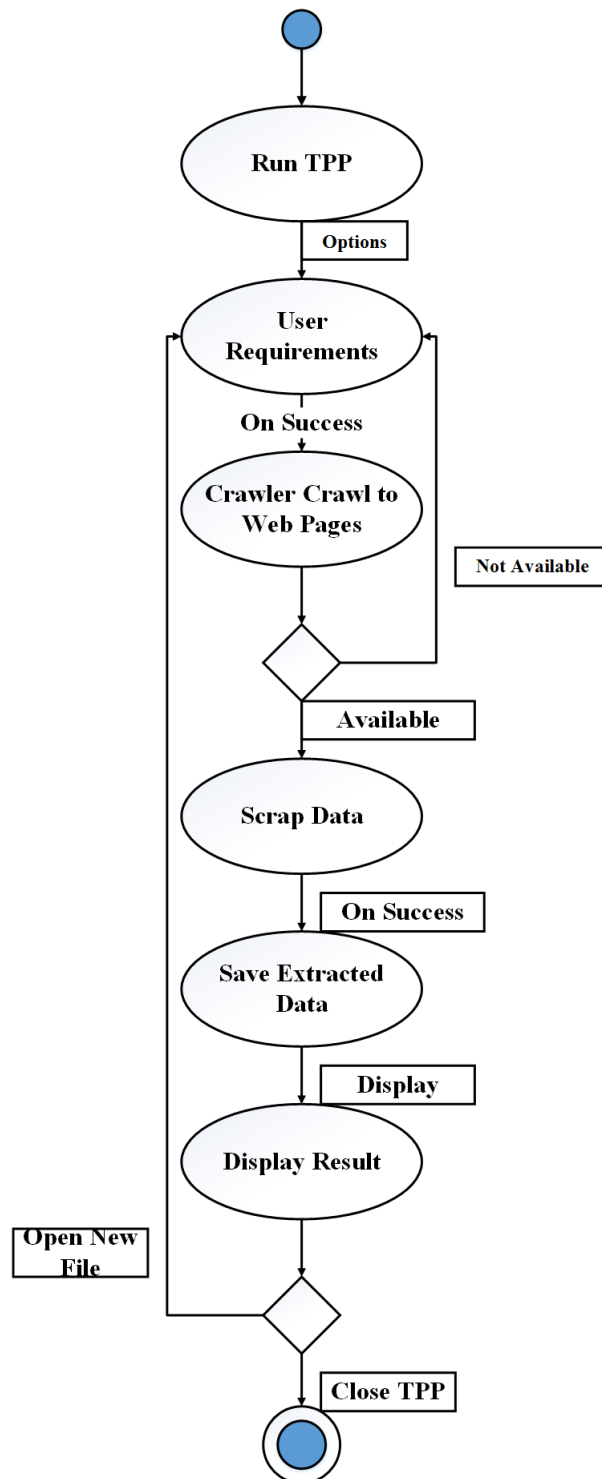 Run TPP
Options
User
Requirements
On Success
Crawler Crawl to
Web Pages
Not Available
Available
Scrap Data
On Success
Save Extracted
Data
Display
Display Result
Open New
File
Close TPP